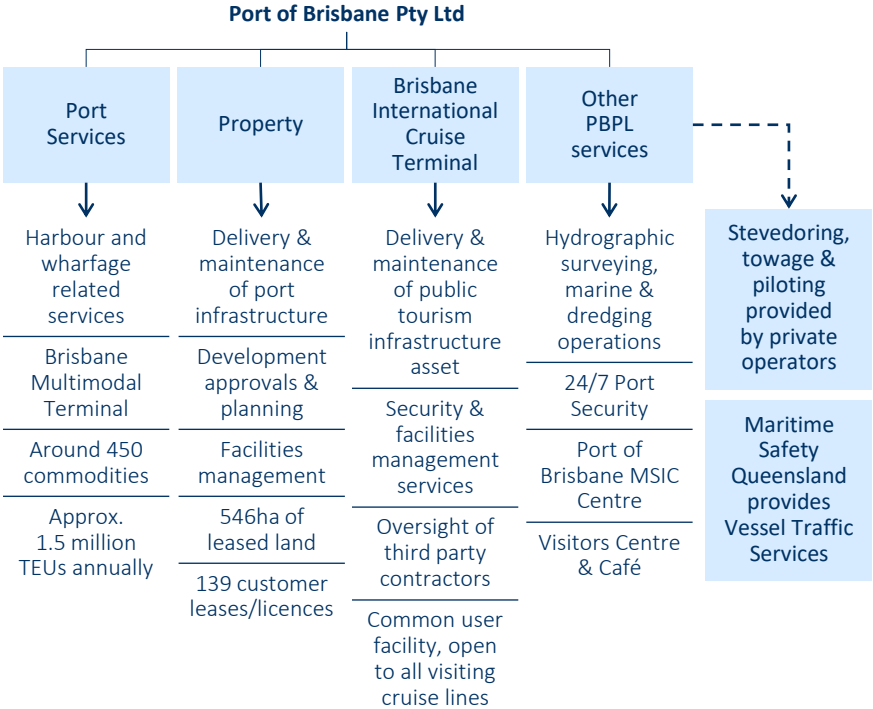 Port of Brisbane Pty Ltd
Port
Services
Harbour and
wharfage
related
services
Brisbane
Multimodal
Terminal
Around 450
commodities
Approx.
1.5 million
TEUs annually
Property
Delivery &
maintenance
of port
infrastructure
Development
approvals &
planning
Facilities
management
546ha of
leased land
139 customer
leases/licences
Brisbane
International
Cruise
Terminal
Delivery &
maintenance
of public
tourism
infrastructure
asset
Security &
facilities
management
services
Oversight of
third party
contractors
Common user
facility, open
to all visiting
cruise lines
Other
PBPL
services
Hydrographic
surveying,
marine &
dredging
operations
24/7 Port
Security
Port of
Brisbane MSIC
Centre
Visitors Centre
& Café
Stevedoring,
towage &
piloting
provided
by private
operators
Maritime
Safety
Queensland
provides
Vessel Traffic
Services